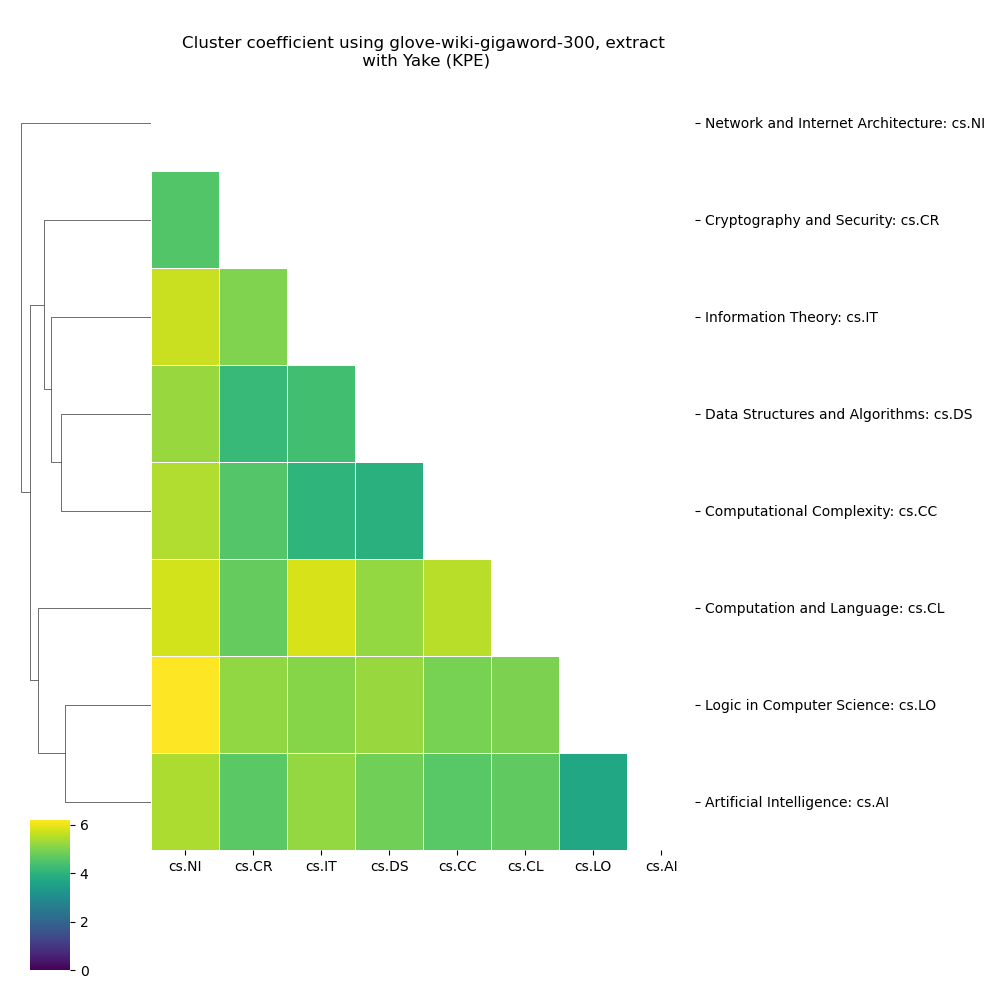 Cluster coefficient using glove-wiki-gigaword-300, extract
with Yake (KPE)
Network and Internet Architecture: cs.NI
Cryptography and Security: cs.CR
Information Theory: cs.IT
Data Structures and Algorithms: cs.DS
Computational Complexity: cs.CC
Computation and Language: cs.CL
Logic in Computer Science: cs.LO
Artificial Intelligence: cs.AI
6
4
2
0
cs.NI cs.CR cs.IT cs.DS cs.CC cs.CL cs.LO cs.AI